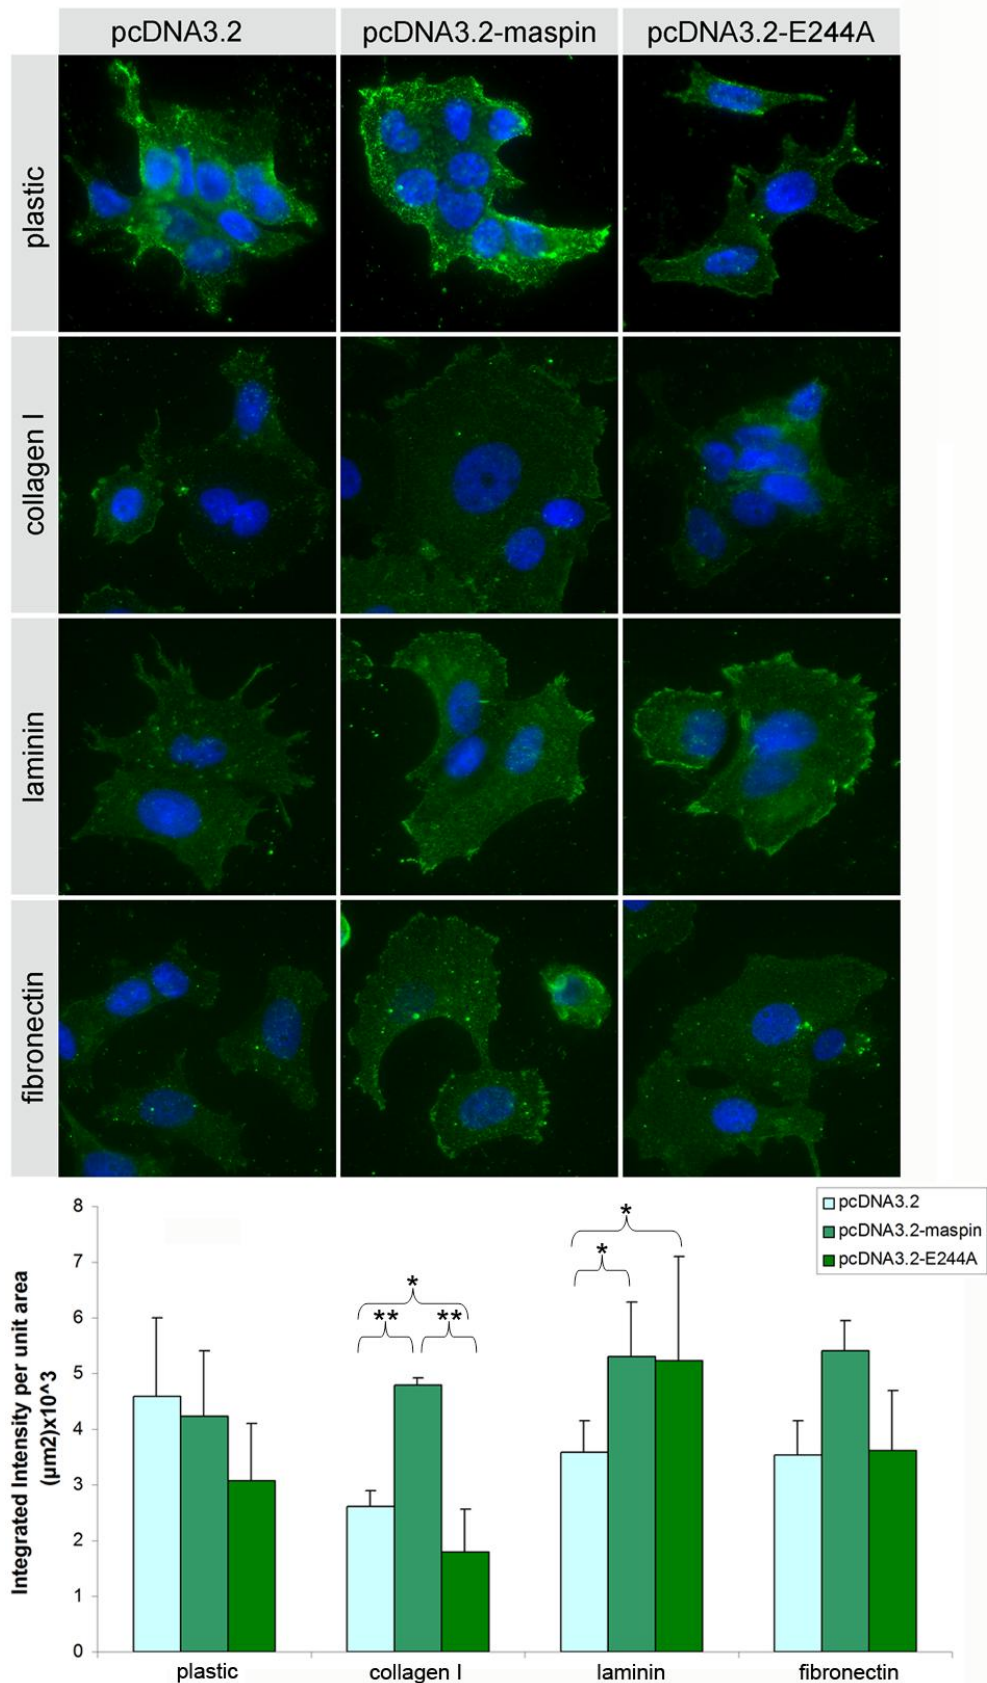 pcDNA3.2 pcDNA3.2-maspin pcDNA3.2-E244A
plastic
collagen I
laminin
fibronectin
8
7
6
5
4
3
2
1
0
Integrated Intensity per unit area
(µm2)x10^3
* ** **
* *
pcDNA3.2
pcDNA3.2-maspin
pcDNA3.2-E244A
plastic collagen I laminin fibronectin